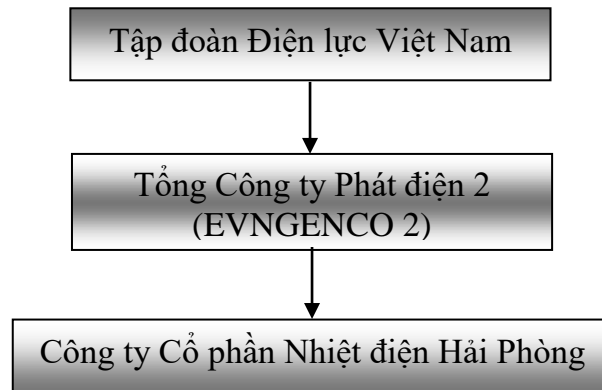 Tập đoàn Điện lực Việt Nam
Tổng Công ty Phát điện 2
(EVNGENCO 2)
Công ty Cổ phần Nhiệt điện Hải Phòng